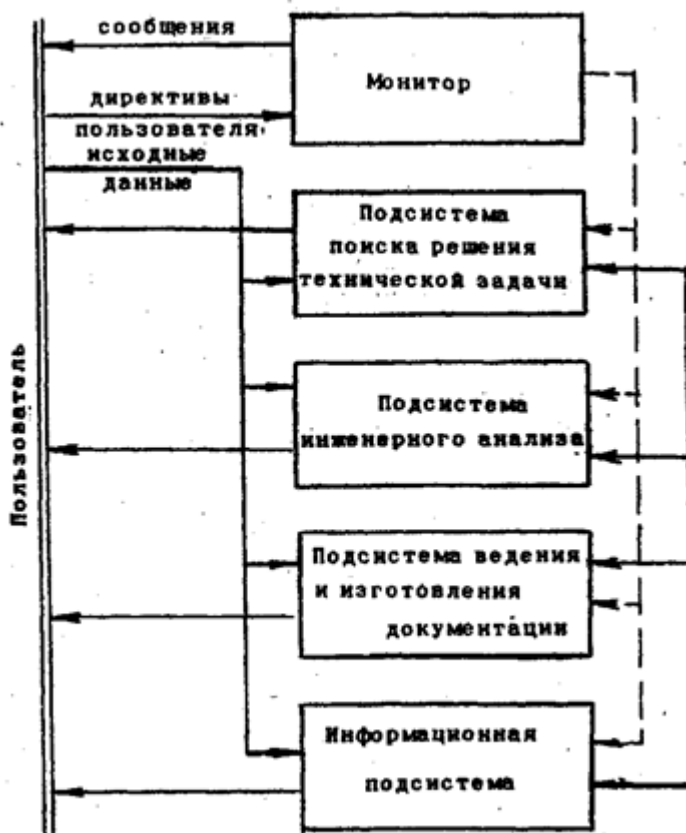 сообщения
Монитор
директивы
пользователя
исходные
данные
Подсистема
поиска решения
технической задачи
Пользователь
Подсистема
инженерного анализа
Подсистема ведения
и изготовления
документации
Информационная
подсистема